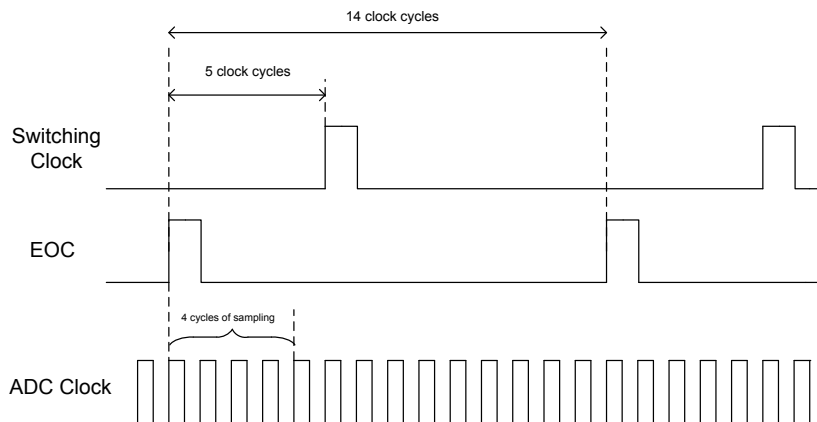 14 clock cycles
5 clock cycles
Switching
Clock
EOC
4 cycles of sampling
ADC Clock